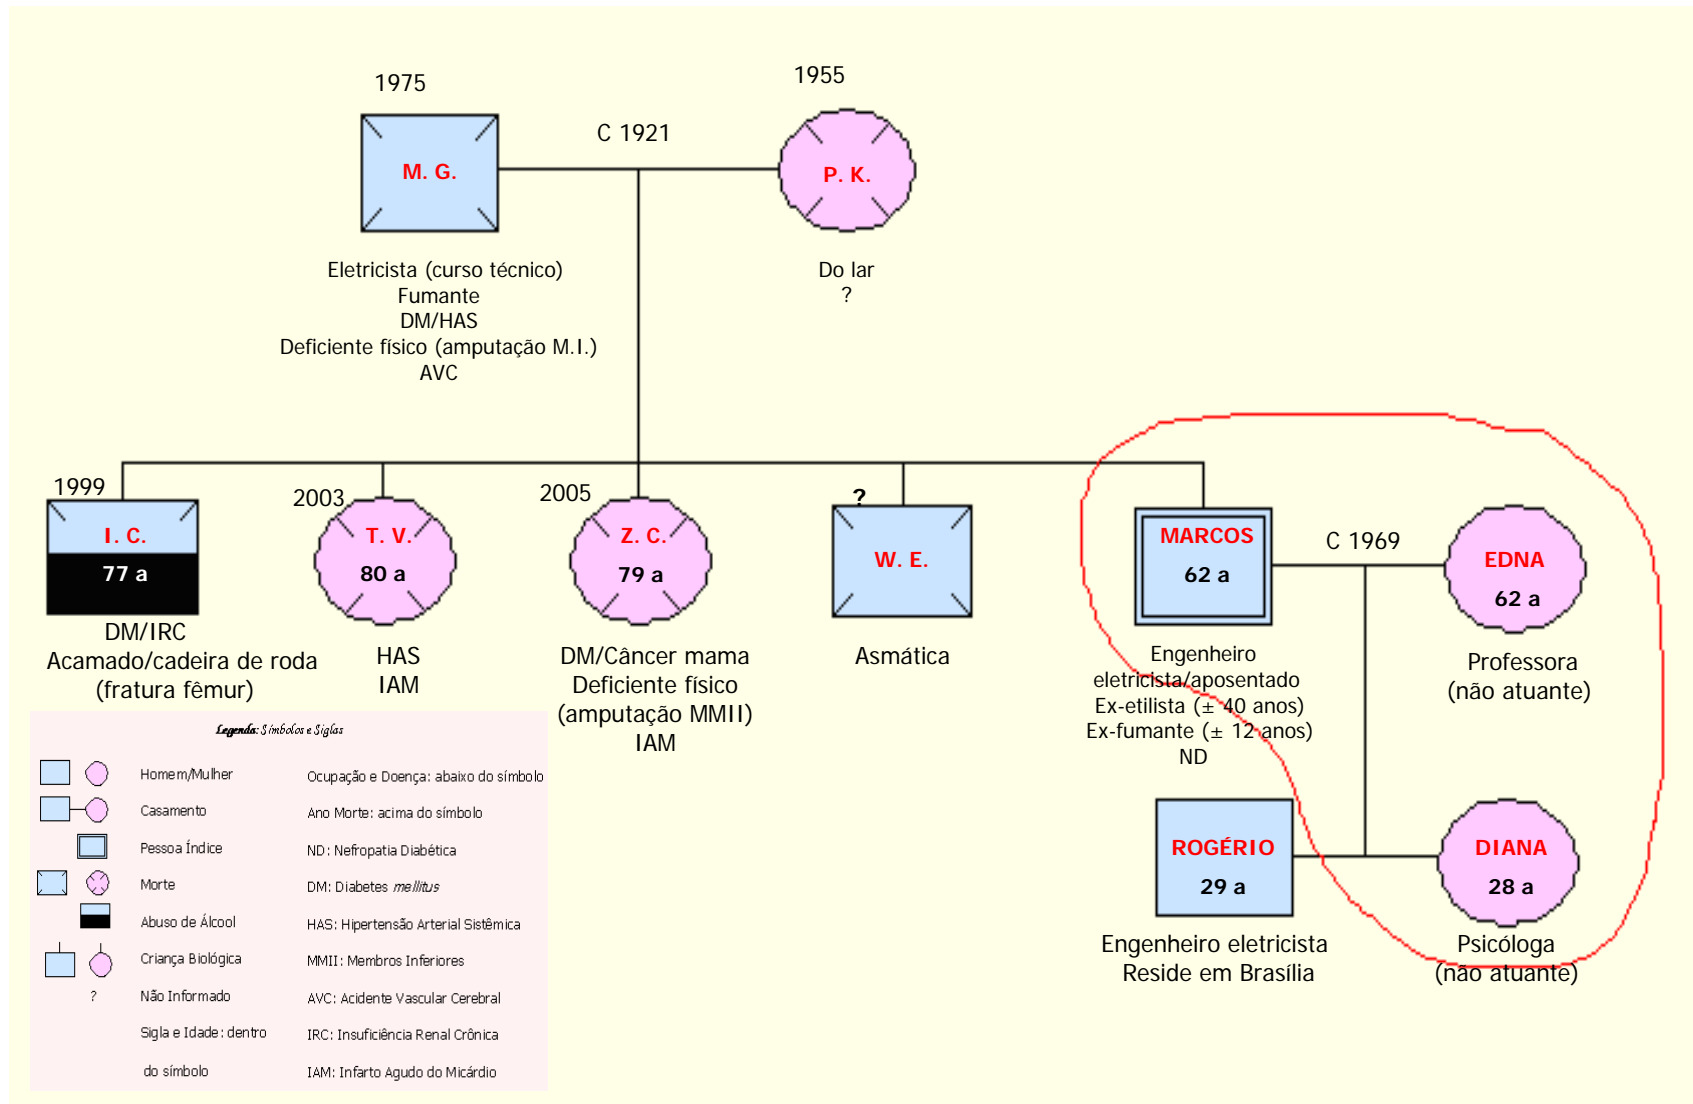 1975
1955
C 1921
M. G.
P. K.
Eletricista (curso técnico)
Fumante
DM/HAS
Deficiente físico (amputação M.I.)
AVC
Do lar
?
1999
I. C.
77 a
DM/IRC
Acamado/cadeira de roda
(fratura fêmur)
2003
T. V.
80 a
HAS
IAM
2005
Z. C.
79 a
DM/Câncer mama
Deficiente físico
(amputação MMII)
IAM
?
W. E.
Asmática
MARCOS
62 a
Engenheiro
eletricista/aposentado
Ex-etilista (± 40 anos)
Ex-fumante (± 12 anos)
ND
C 1969
EDNA
62 a
Professora
(não atuante)
ROGÉRIO
29 a
Engenheiro eletricista
Reside em Brasília
DIANA
28 a
Psicóloga
(não atuante)
Legenda: Símbolos e Siglas
Homem/Mulher
Casamento
Pessoa Índice
Morte
Abuso de Álcool
Criança Biológica
? Não Informado
Sigla e Idade: dentro
do símbolo
Ocupação e Doença: abaixo do símbolo
Ano Morte: acima do símbolo
ND: Nefropatia Diabética
DM: Diabetes mellitus
HAS: Hipertensão Arterial Sistêmica
MMII: Membros Inferiores
AVC: Acidente Vascular Cerebral
IRC: Insuficiência Renal Crônica
IAM: Infarto Agudo do Micárdio